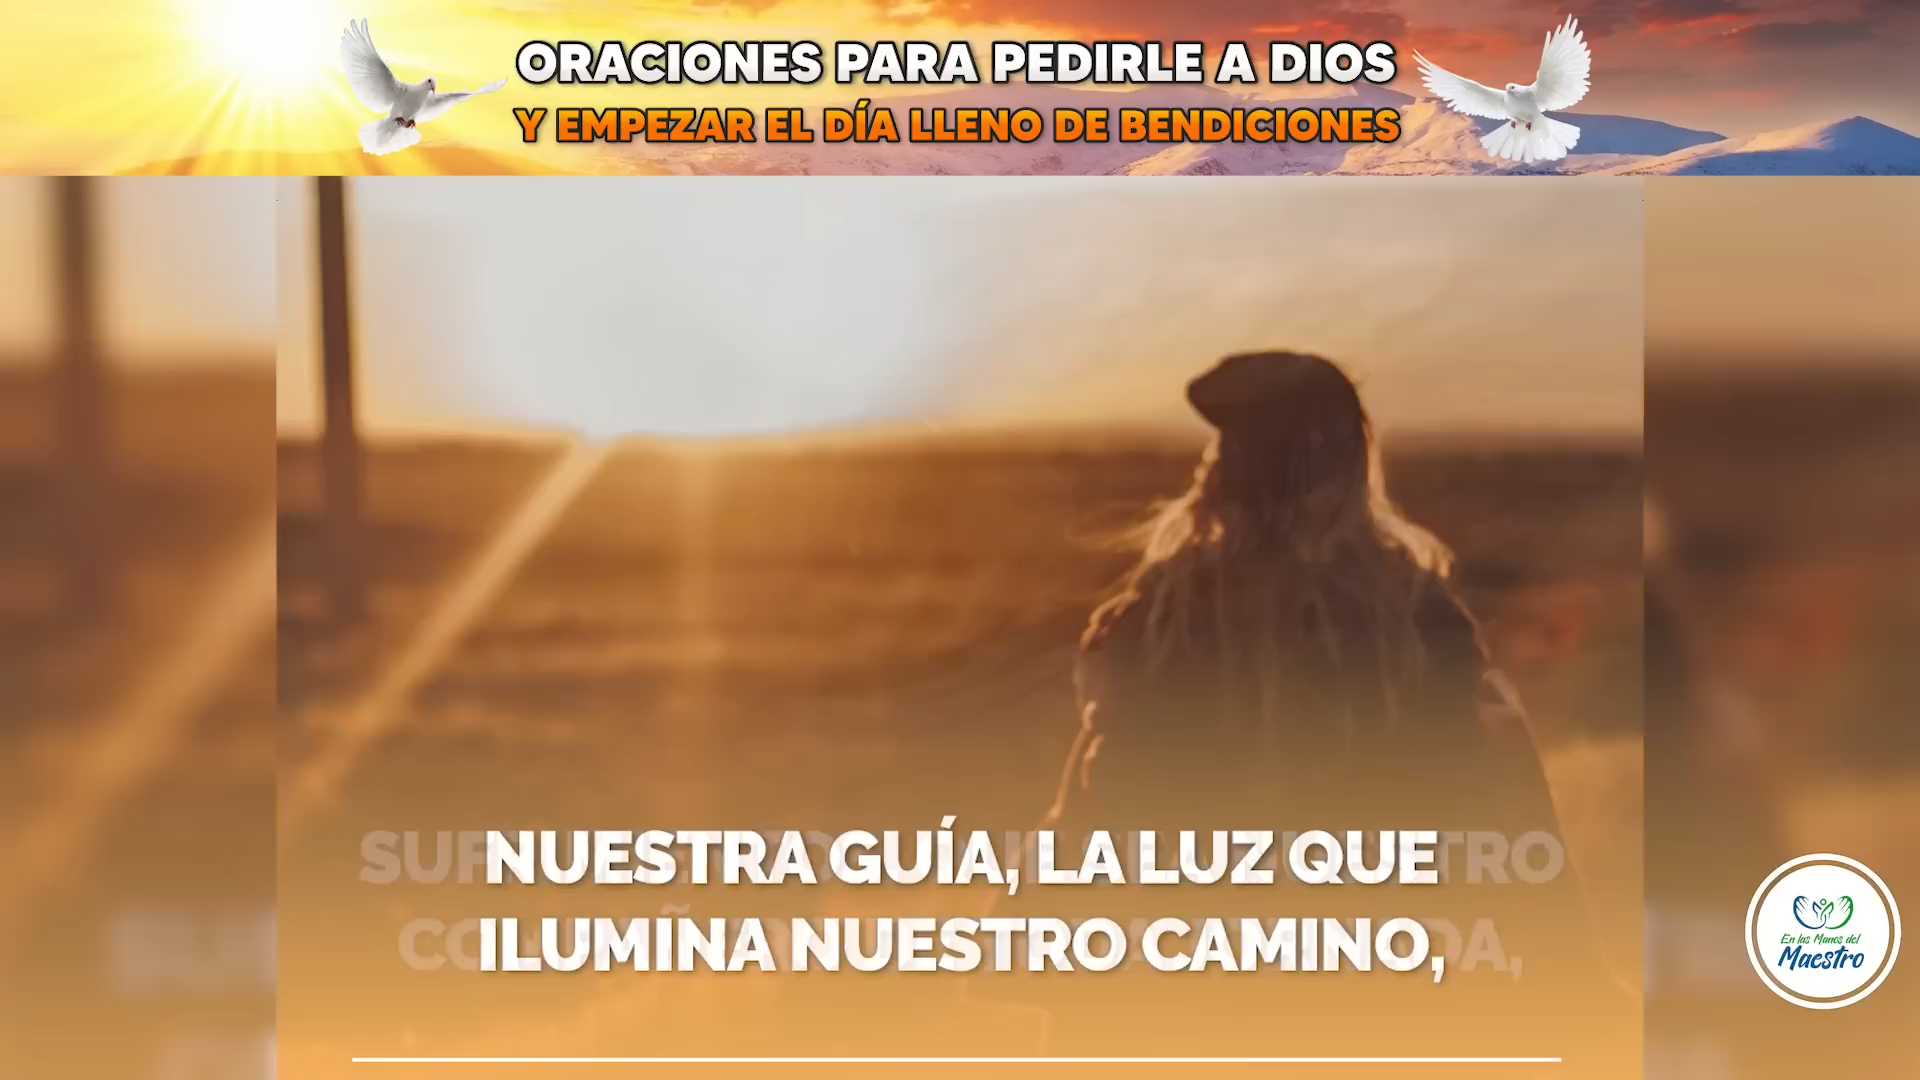 ORACIONES PARA PEDIRLE A DIOS
Y EMPEZAR EL DÍA LLENO DE BENDICIONES
NUESTRA GUÍA, LA LUZ QUE
ILUMINA NUESTRO CAMINO,
En las Manos del
Maestro